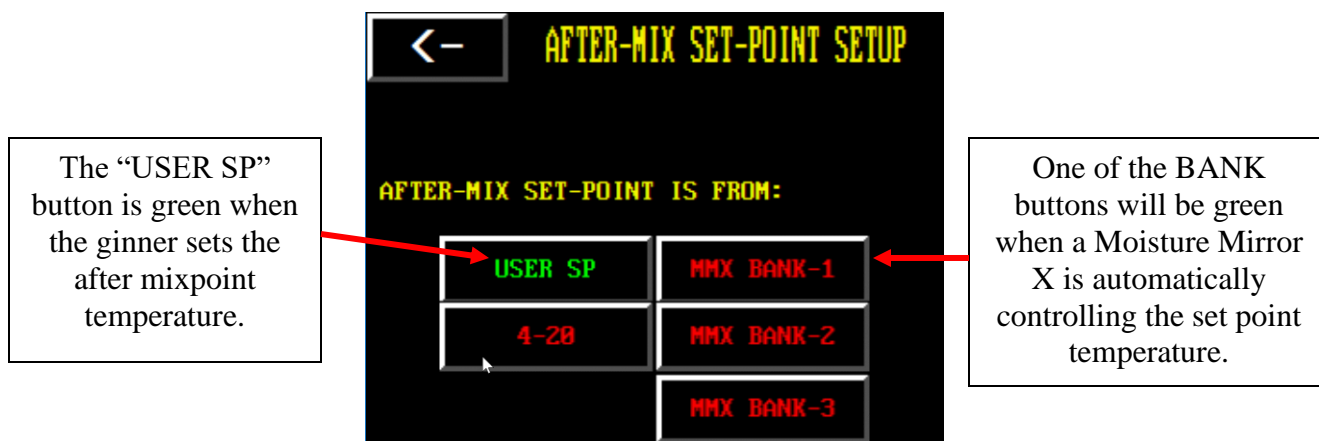 <- AFTER-MIX SET-POINT SETUP
The “USER SP”
button is green when
the ginner sets the
after mixpoint
temperature.
AFTER-MIX SET-POINT IS FROM:
USER SP MMX BANK-1
4-20 MMX BANK-2
MMX BANK-3
One of the BANK
buttons will be green
when a Moisture Mirror
X is automatically
controlling the set point
temperature.